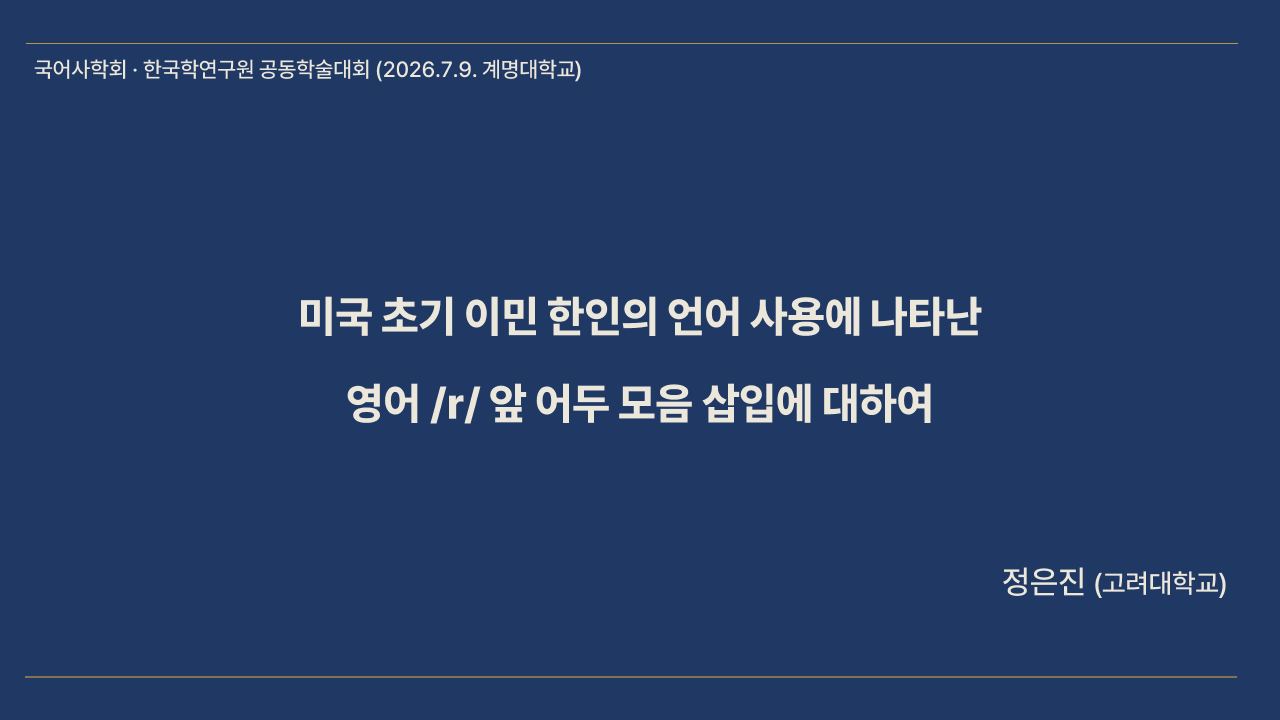 국어사학회 · 한국학연구원 공동학술대회 (2026.7.9. 계명대학교)
미국 초기 이민 한인의 언어 사용에 나타난
영어 /r/ 앞 어두 모음 삽입에 대하여
정은진 (고려대학교)